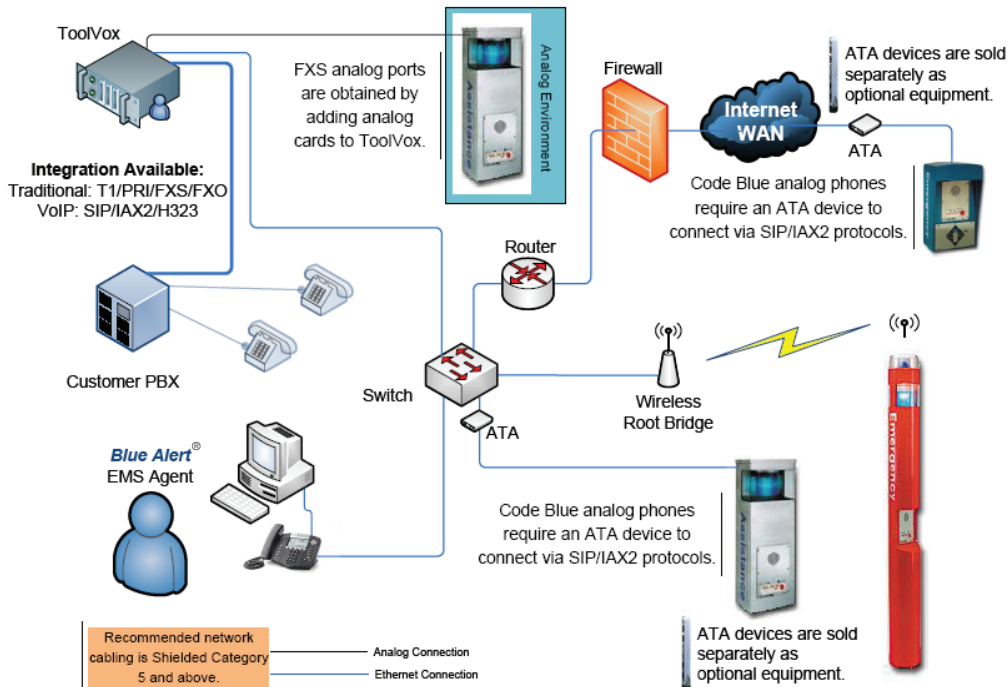 ToolVox
FXS analog ports
are obtained by
adding analog
cards to ToolVox.
Assistance
Analog Environment
Firewall
Internet
WAN
ATA devices are sold
separately as
optional equipment.
ATA
Integration Available:
Traditional: T1/PRI/FXS/FXO
VoIP: SIP/IAX2/H323
Code Blue analog phones
require an ATA device to
connect via SIP/IAX2 protocols.
Emergency
Router
Customer PBX
Switch
ATA
Wireless
Root Bridge
Emergency
Blue Alert®
EMS Agent
Code Blue analog phones
require an ATA device to
connect via SIP/IAX2 protocols.
Assistance
ATA devices are sold
separately as
optional equipment.
Recommended network
cabling is Shielded Category
5 and above.
Analog Connection
Ethernet Connection